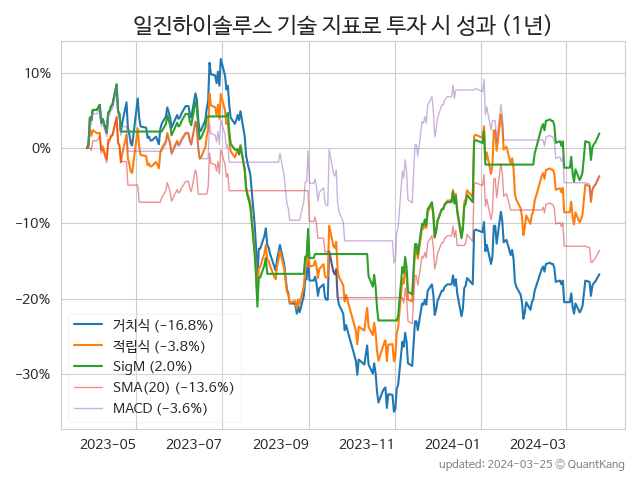 일진하이솔루스 기술 지표로 투자 시 성과 (1년)
10%
0%
−10%
−20%
−30%
거치식 (−16.8%)
적립식 (−3.8%)
SigM (2.0%)
SMA(20) (−13.6%)
MACD (−3.6%)
2023-05 2023-07 2023-09 2023-11 2024-01 2024-03
updated: 2024-03-25 © QuantKang